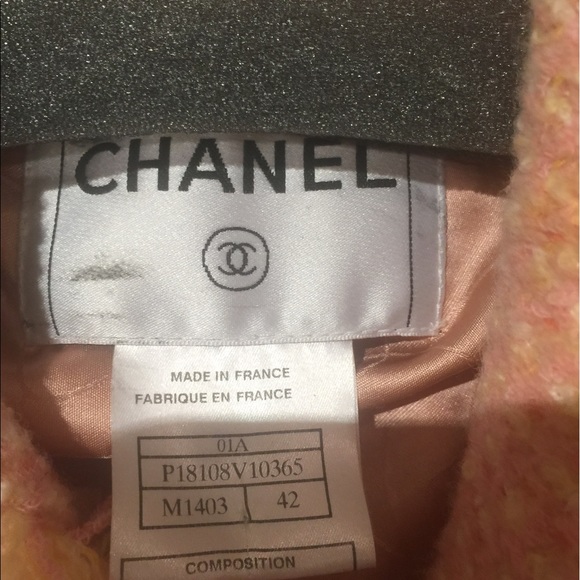 CHANEL
MADE IN FRANCE
FABRIQUE EN FRANCE
01A
P18108V10365
M1403 42
COMPOSITION